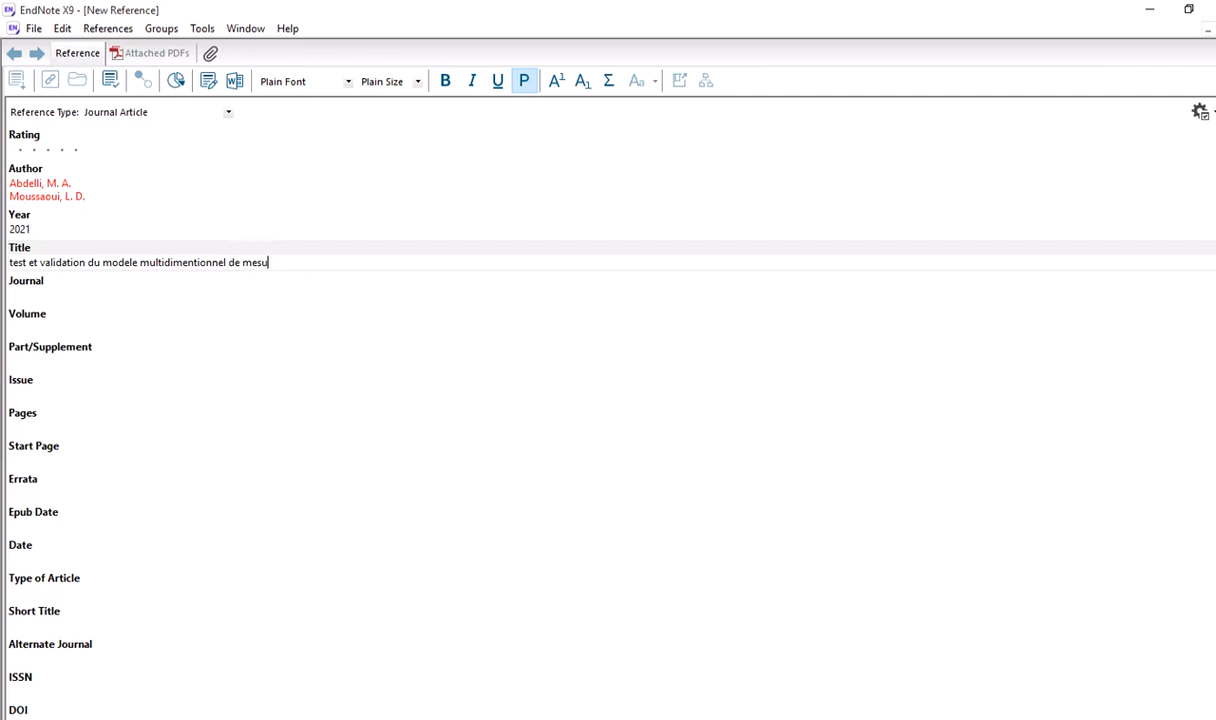 EndNote X9 - [New Reference]
File Edit References Groups Tools Window Help
Reference Attached PDFs
Plain Font Plain Size B I U P A¹ A₁ Σ Aa
Reference Type: Journal Article
Rating
Author
Abdelli, M. A.
Moussaoui, L. D.
Year
2021
Title
test et validation du modele multidimentionnel de mesu
Journal
Volume
Part/Supplement
Issue
Pages
Start Page
Errata
Epub Date
Date
Type of Article
Short Title
Alternate Journal
ISSN
DOI